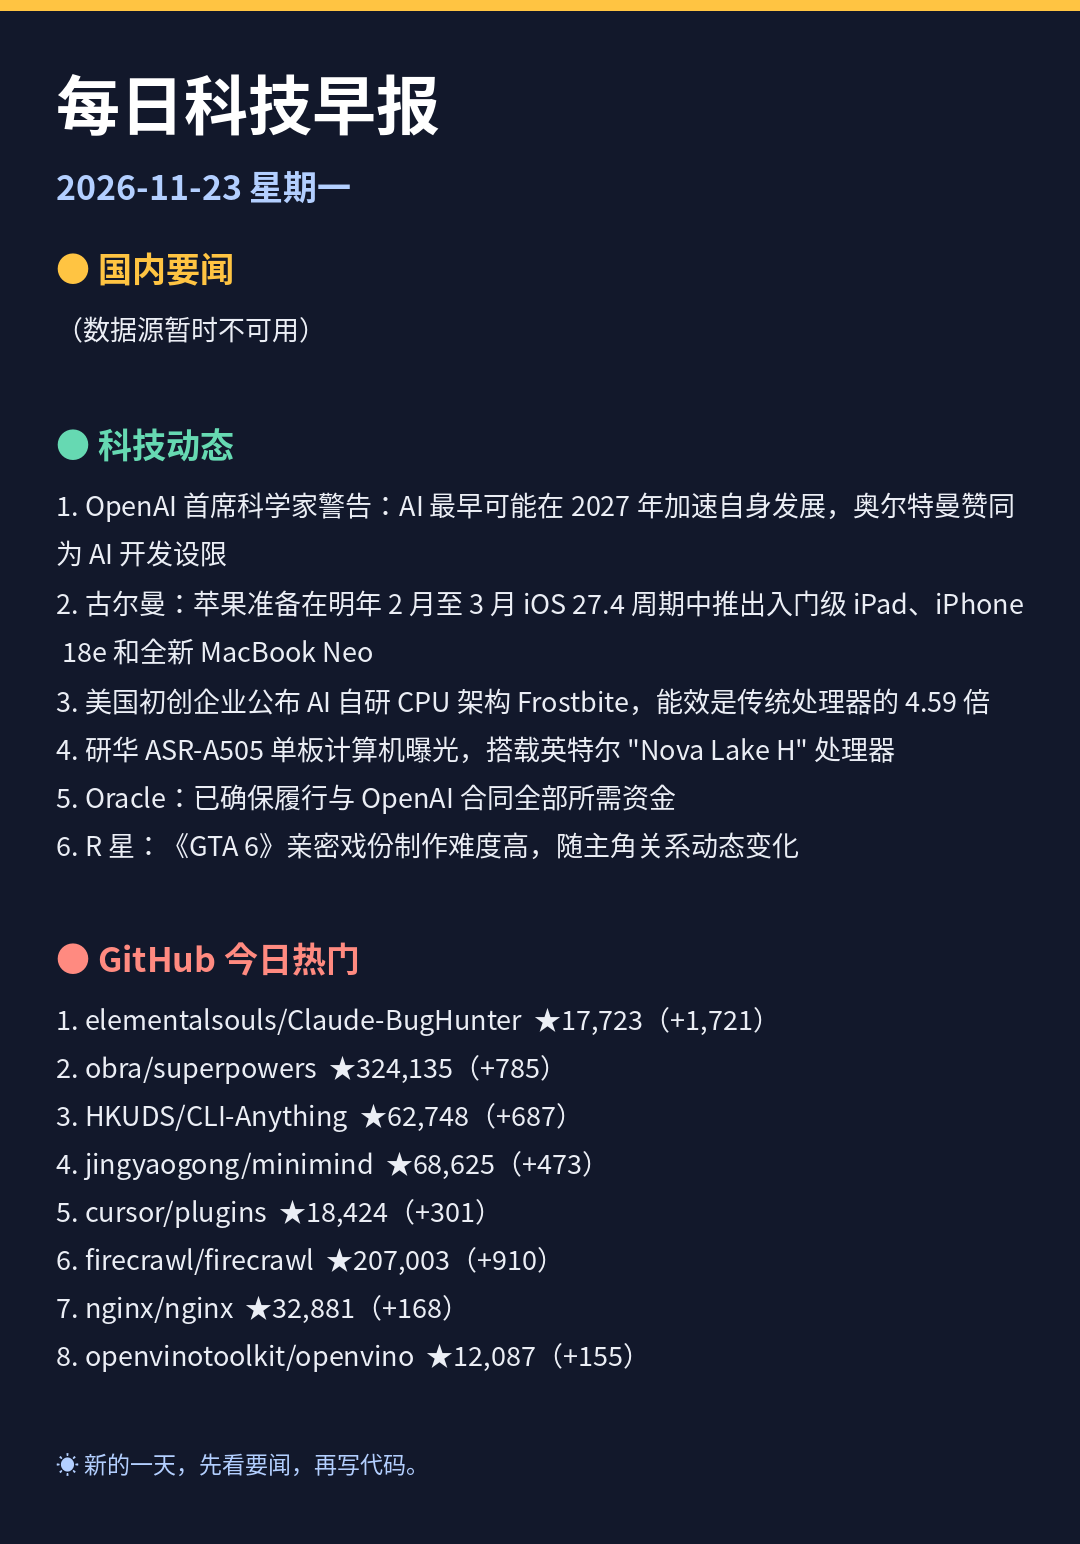 每日科技早报
2026-11-23 星期一
国内要闻
（数据源暂时不可用）
科技动态
1. OpenAI 首席科学家警告：AI 最早可能在 2027 年加速自身发展，奥尔特曼赞同
为 AI 开发设限
2. 古尔曼：苹果准备在明年 2 月至 3 月 iOS 27.4 周期中推出入门级 iPad、iPhone
18e 和全新 MacBook Neo
3. 美国初创企业公布 AI 自研 CPU 架构 Frostbite，能效是传统处理器的 4.59 倍
4. 研华 ASR-A505 单板计算机曝光，搭载英特尔 "Nova Lake H" 处理器
5. Oracle：已确保履行与 OpenAI 合同全部所需资金
6. R 星：《GTA 6》亲密戏份制作难度高，随主角关系动态变化
GitHub 今日热门
1. elementalsouls/Claude-BugHunter ★17,723（+1,721）
2. obra/superpowers ★324,135（+785）
3. HKUDS/CLI-Anything ★62,748（+687）
4. jingyaogong/minimind ★68,625（+473）
5. cursor/plugins ★18,424（+301）
6. firecrawl/firecrawl ★207,003（+910）
7. nginx/nginx ★32,881（+168）
8. openvinotoolkit/openvino ★12,087（+155）
☀ 新的一天，先看要闻，再写代码。